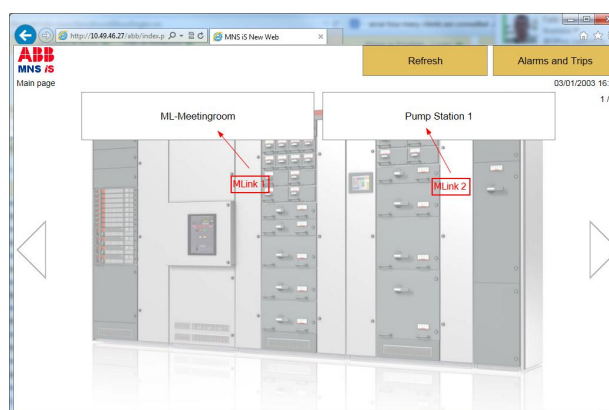 http://10.49.46.27/abb/index.p
MNS iS New Web
ABB
MNS iS
Refresh
Alarms and Trips
Main page
03/01/2003 16:
1 /
ML-Meetingroom
Pump Station 1
MLink 1
MLink 2